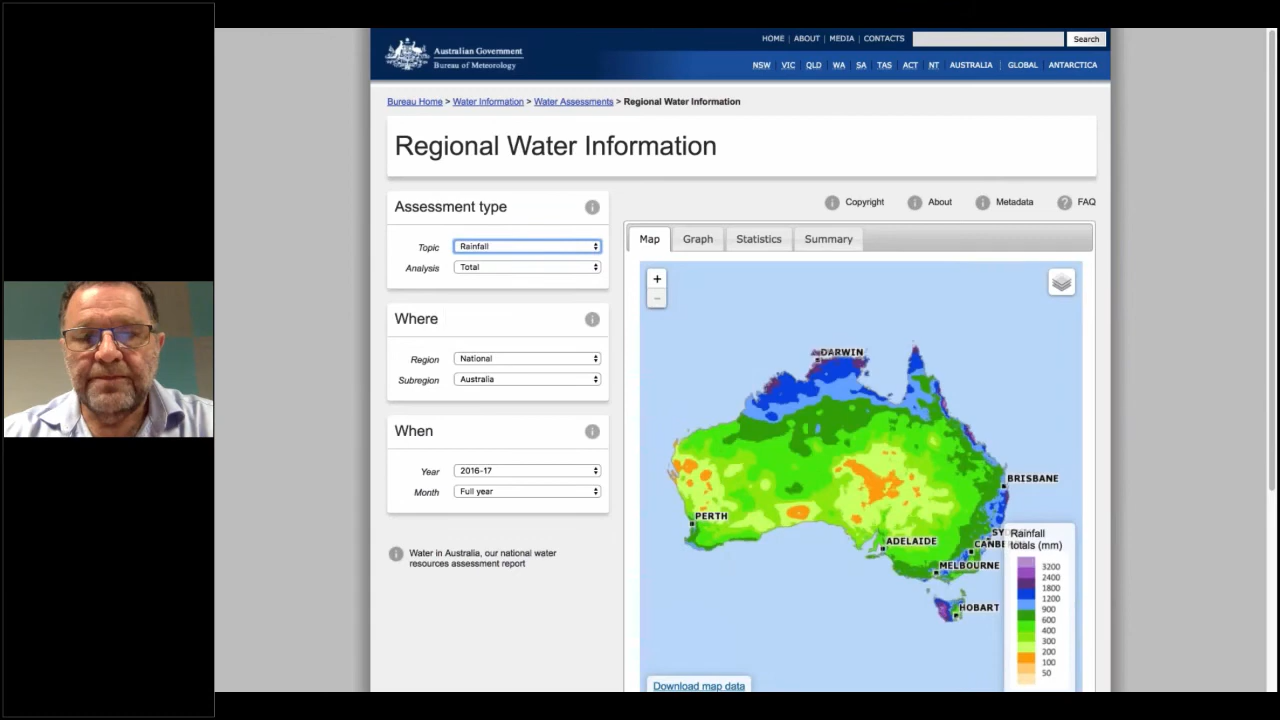 Australian Government
Bureau of Meteorology
HOME | ABOUT | MEDIA | CONTACTS
Search
NSW VIC QLD WA SA TAS ACT NT AUSTRALIA | GLOBAL ANTARCTICA
Bureau Home > Water Information > Water Assessments > Regional Water Information
Regional Water Information
Assessment type
Topic Rainfall
Analysis Total
Where
Region National
Subregion Australia
When
Year 2016-17
Month Full year
Water in Australia, our national water
resources assessment report
Copyright About Metadata FAQ
Map Graph Statistics Summary
+
-
DARWIN
BRISBANE
PERTH
SY
ADELAIDE
CANBE
MELBOURNE
HOBART
Rainfall
totals (mm)
3200
2400
1800
1200
900
600
400
300
200
100
50
Download map data